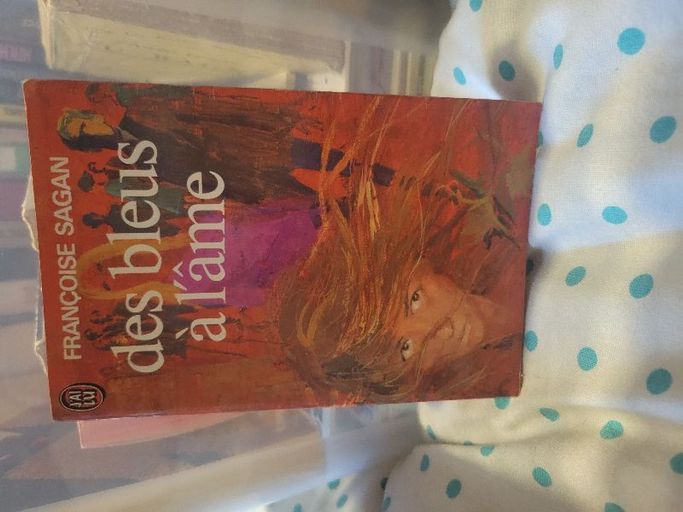 FRANÇOISE SAGAN
des bleus
à l'âme
J'AI
LU